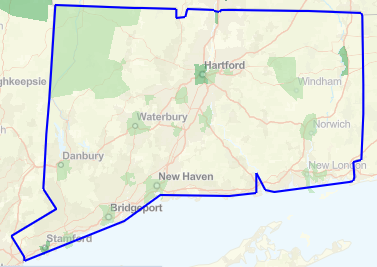 Hartford
ghkeepsie
Windham
Waterbury
Norwich
Danbury
New London
New Haven
Bridgeport
Stamford